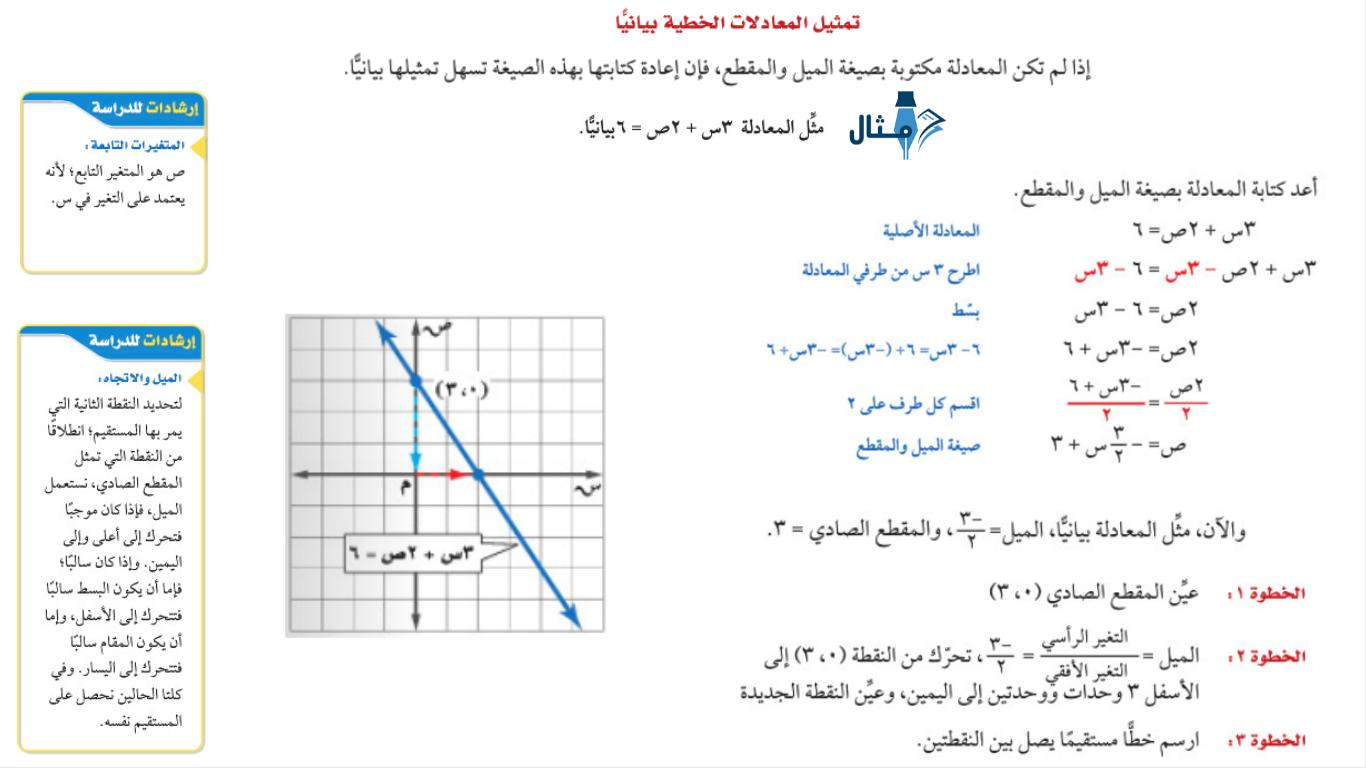 تمثيل المعادلات الخطية بيانيًّا
إذا لم تكن المعادلة مكتوبة بصيغة الميل والمقطع، فإن إعادة كتابتها بهذه الصيغة تسهل تمثيلها بيانيًّا.
مثال
مثِّل المعادلة ٣س + ٢ص = ٦ بيانيًّا.
أعد كتابة المعادلة بصيغة الميل والمقطع.
٣س + ٢ص= ٦ المعادلة الأصلية
٣س + ٢ص – ٣س = ٦ – ٣س اطرح ٣ س من طرفي المعادلة
٢ص= ٦ – ٣س بسّط
٢ص= –٣س + ٦ ٦– ٣س= ٦+ (–٣س)= –٣س+ ٦
٢ص/٢ = –٣س + ٦/٢ اقسم كل طرف على ٢
ص= – ٣/٢ س + ٣ صيغة الميل والمقطع
والآن، مثِّل المعادلة بيانيًّا، الميل= –٣/٢، والمقطع الصادي = ٣.
الخطوة ١: عيِّن المقطع الصادي (٠، ٣)
الخطوة ٢: الميل = التغير الرأسي/التغير الأفقي = –٣/٢، تحرّك من النقطة (٠، ٣) إلى
الأسفل ٣ وحدات ووحدتين إلى اليمين، وعيِّن النقطة الجديدة
الخطوة ٣: ارسم خطًّا مستقيمًا يصل بين النقطتين.
ص
(٠، ٣)
م
س
٣س + ٢ص = ٦
إرشادات للدراسة
المتغيرات التابعة:
ص هو المتغير التابع؛ لأنه
يعتمد على التغير في س.
إرشادات للدراسة
الميل والاتجاه:
لتحديد النقطة الثانية التي
يمر بها المستقيم؛ انطلاقًا
من النقطة التي تمثل
المقطع الصادي، نستعمل
الميل، فإذا كان موجبًا
فتحرك إلى أعلى وإلى
اليمين. وإذا كان سالبًا؛
فإما أن يكون البسط سالبًا
فتتحرك إلى الأسفل، وإما
أن يكون المقام سالبًا
فتتحرك إلى اليسار. وفي
كلتا الحالين نحصل على
المستقيم نفسه.